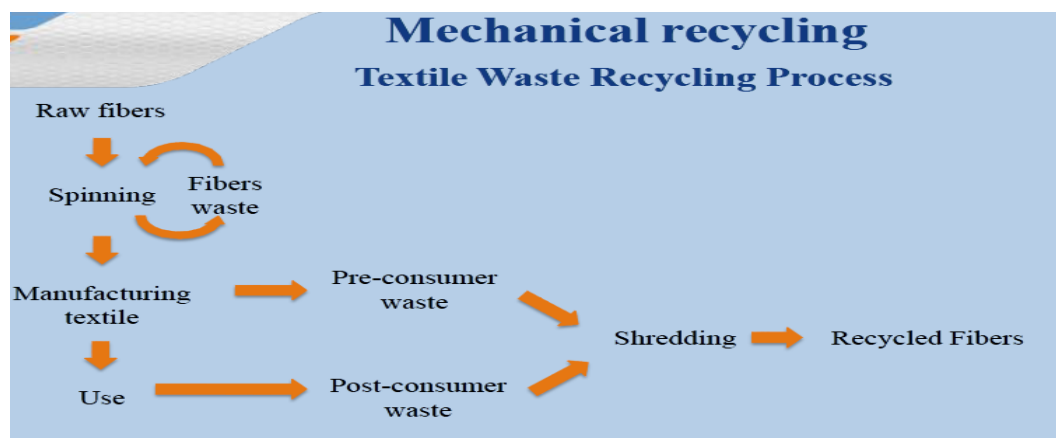 Mechanical recycling
Textile Waste Recycling Process
Raw fibers
Spinning
Fibers
waste
Manufacturing
textile
Pre-consumer
waste
Shredding
Recycled Fibers
Use
Post-consumer
waste